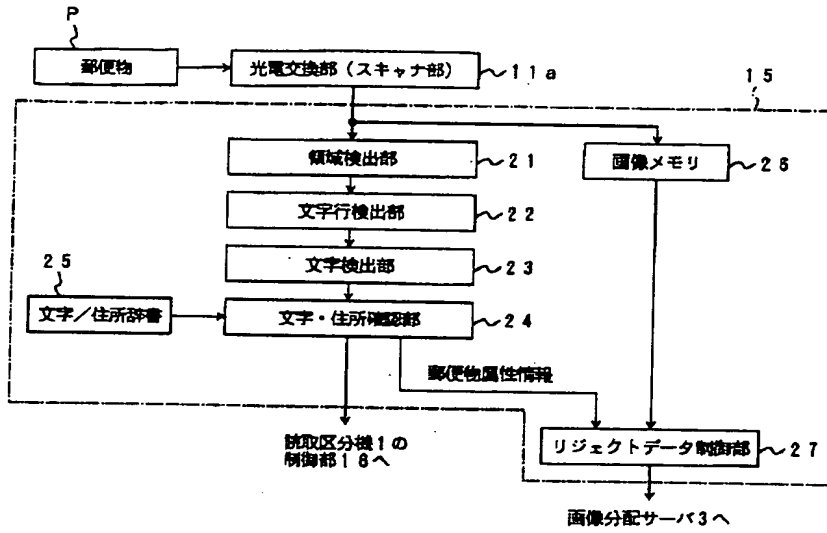 P
郵便物
光電交換部（スキャナ部）
11a
15
領域検出部
21
画像メモリ
26
文字行検出部
22
文字検出部
23
25
文字／住所辞書
文字・住所確認部
24
郵便物属性情報
読取区分機1の
制御部16へ
リジェクトデータ制御部
27
画像分配サーバ3へ